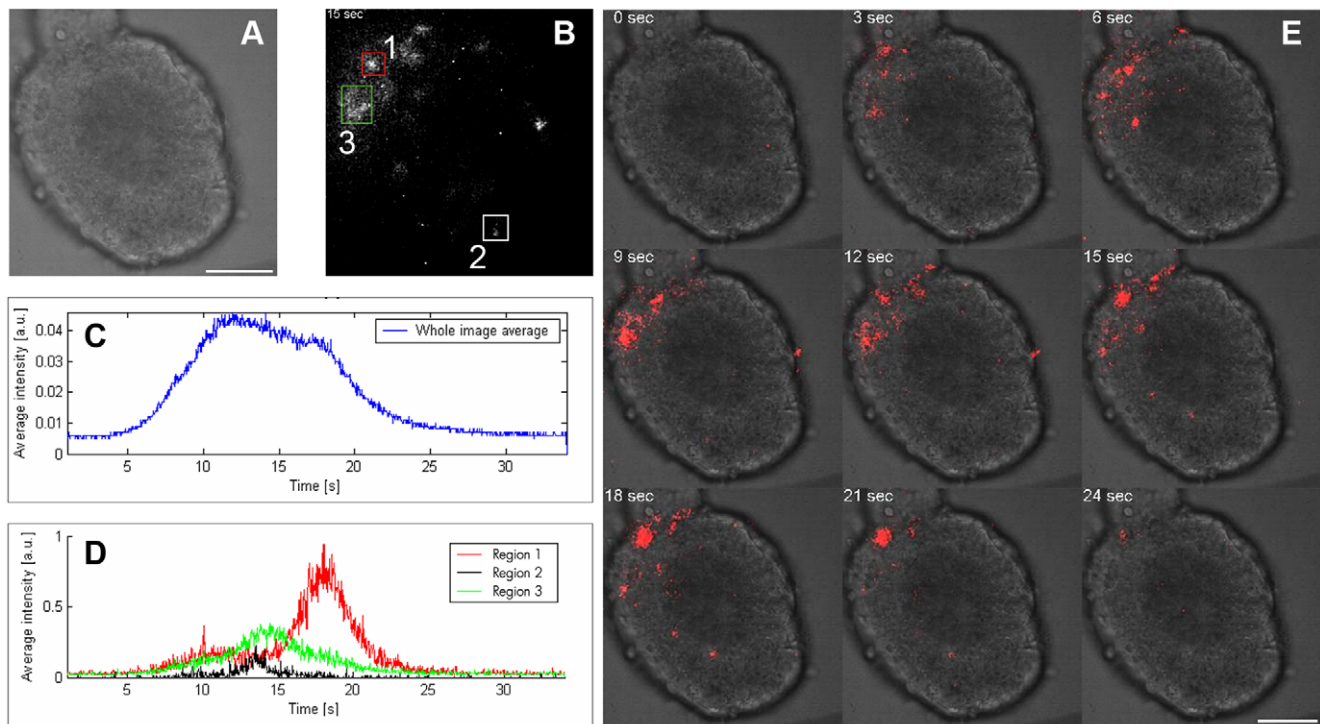 A
15 sec
B
1
3
2
C
Whole image average
Average intensity [a.u.]
0.04
0.03
0.02
0.01
0
5
10
15
20
25
30
Time [s]
D
Region 1
Region 2
Region 3
Average intensity [a.u.]
1
0.5
0
5
10
15
20
25
30
Time [s]
E
0 sec
3 sec
6 sec
9 sec
12 sec
15 sec
18 sec
21 sec
24 sec